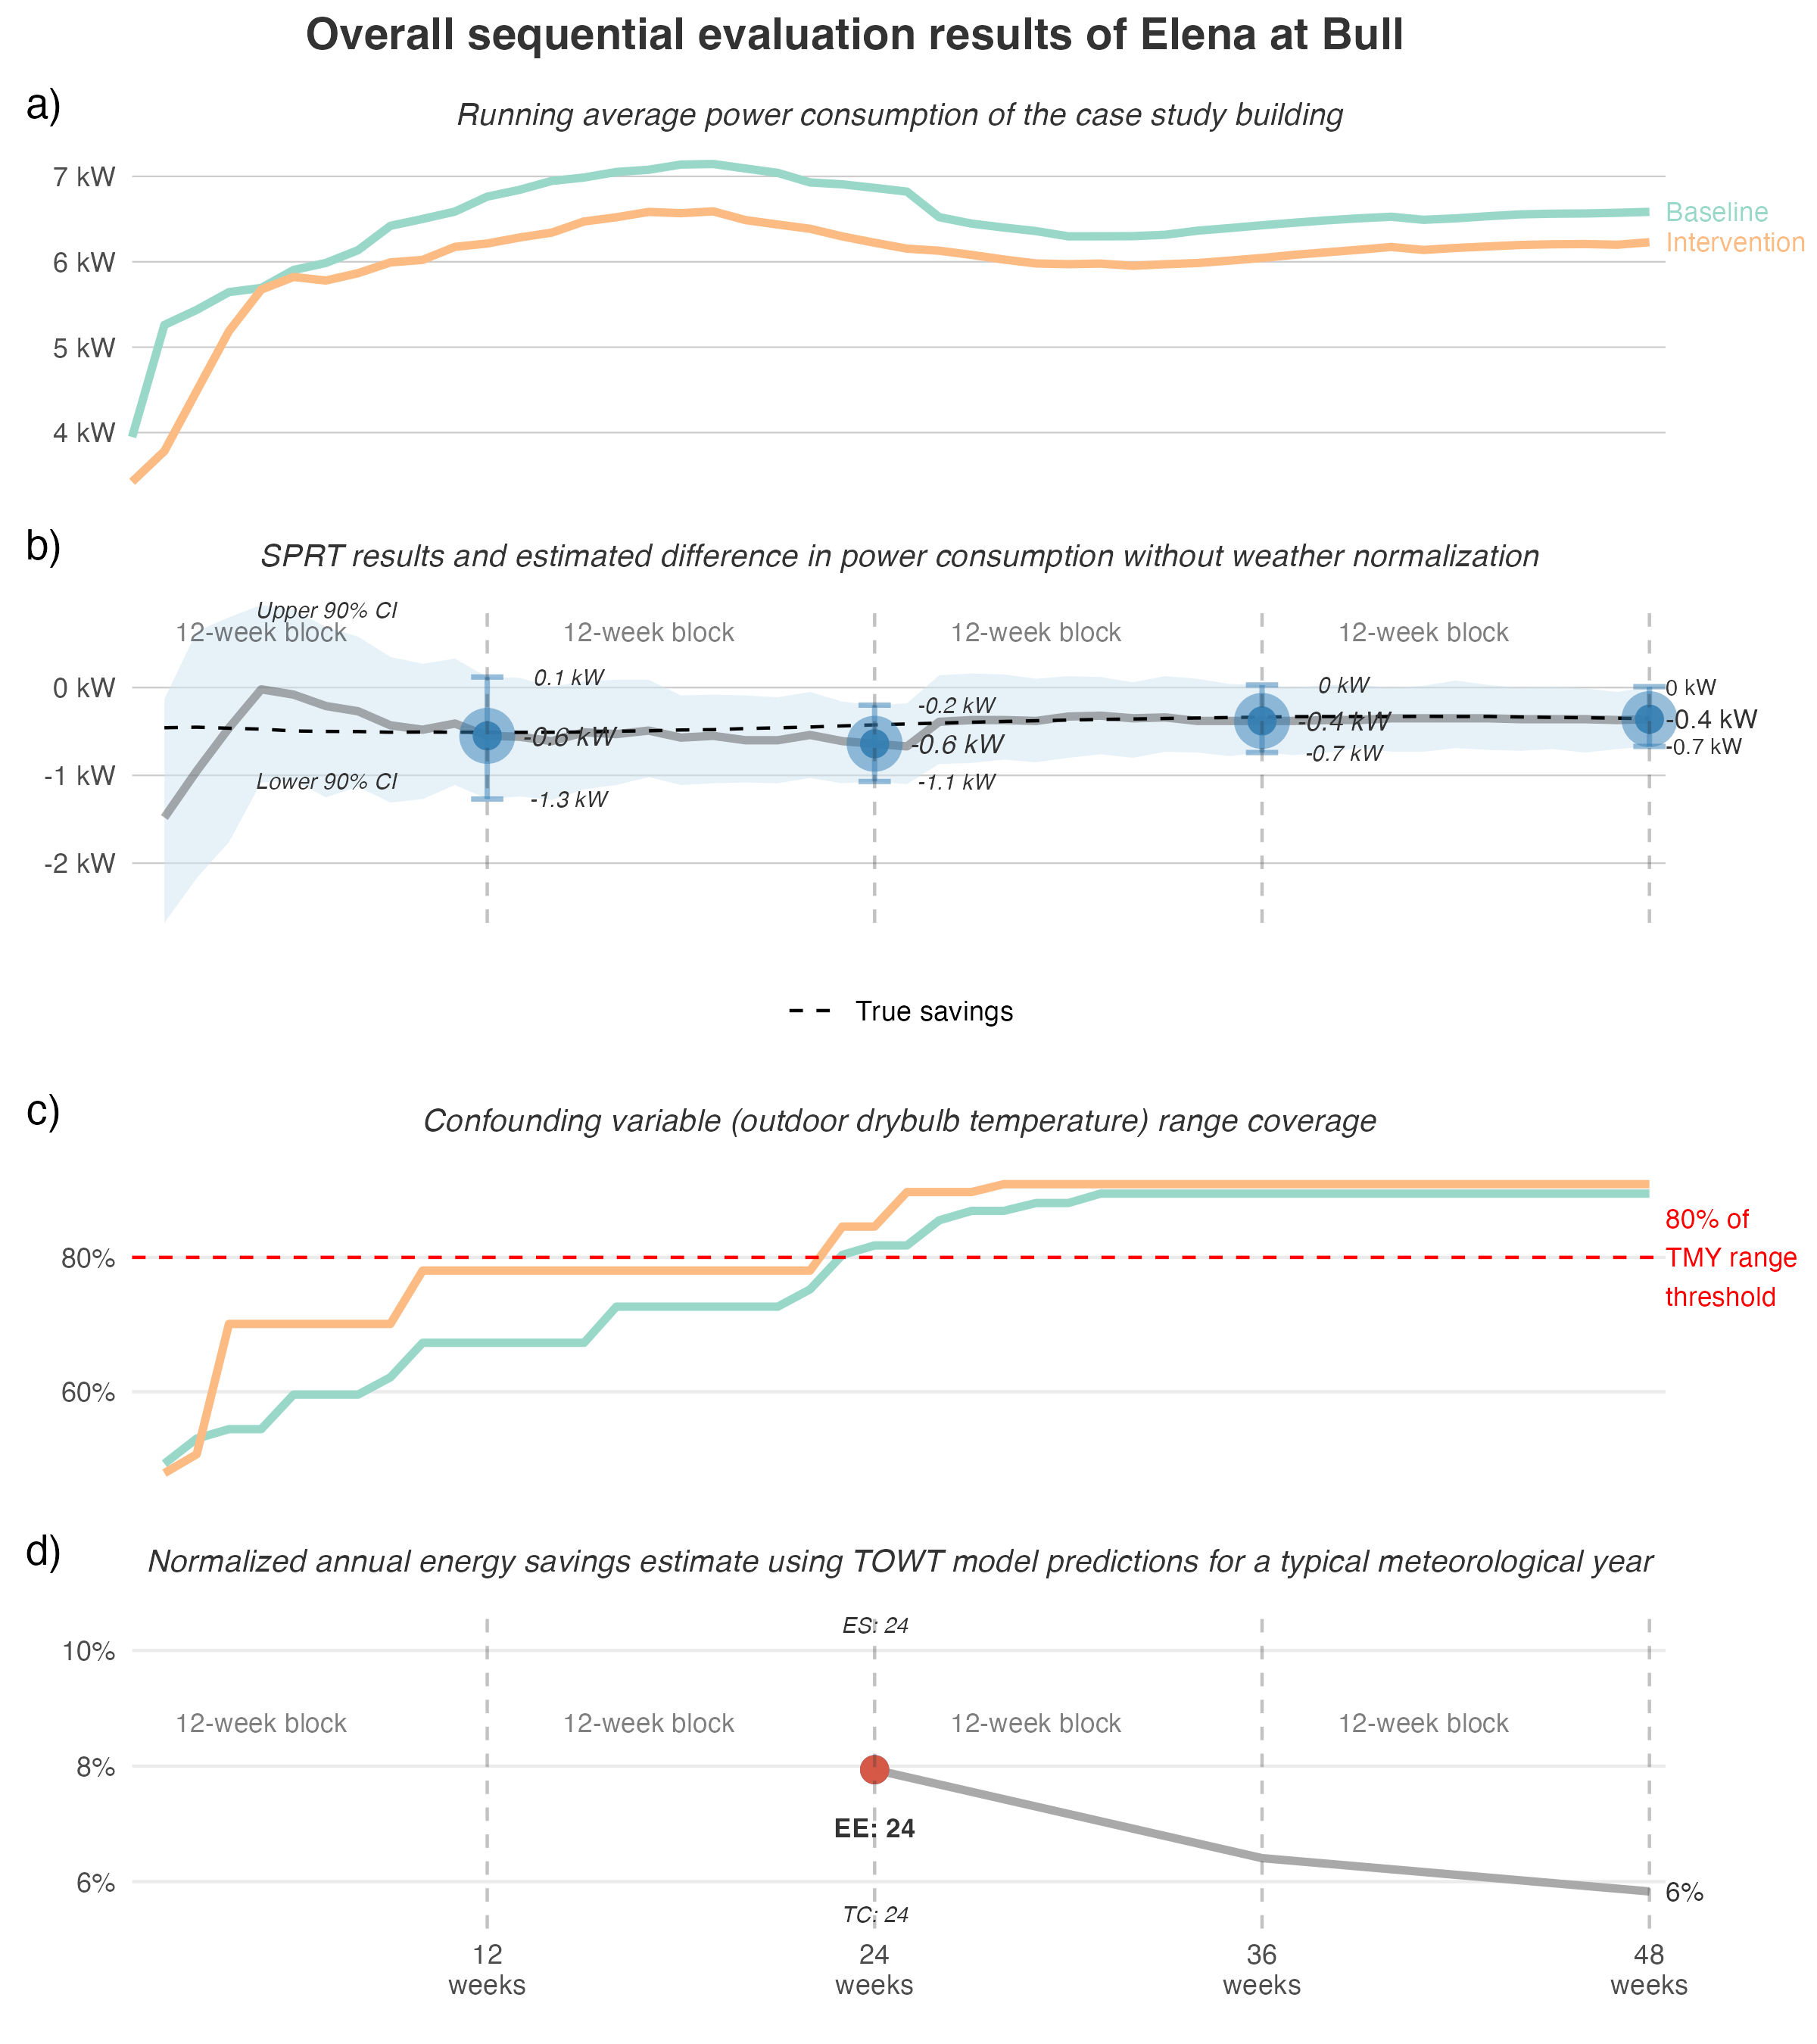 Overall sequential evaluation results of Elena at Bull
a)
Running average power consumption of the case study building
7 kW
6 kW
5 kW
4 kW
Baseline
Intervention
b)
SPRT results and estimated difference in power consumption without weather normalization
Upper 90% CI
12-week block
12-week block
12-week block
12-week block
0 kW
-1 kW
-2 kW
Lower 90% CI
0.1 kW
-0.6 kW
-1.3 kW
-0.2 kW
-0.6 kW
-1.1 kW
0 kW
-0.4 kW
-0.7 kW
0 kW
-0.4 kW
-0.7 kW
True savings
c)
Confounding variable (outdoor drybulb temperature) range coverage
80%
60%
80% of
TMY range
threshold
d)
Normalized annual energy savings estimate using TOWT model predictions for a typical meteorological year
ES: 24
10%
12-week block
12-week block
12-week block
12-week block
8%
EE: 24
6%
6%
TC: 24
12
weeks
24
weeks
36
weeks
48
weeks